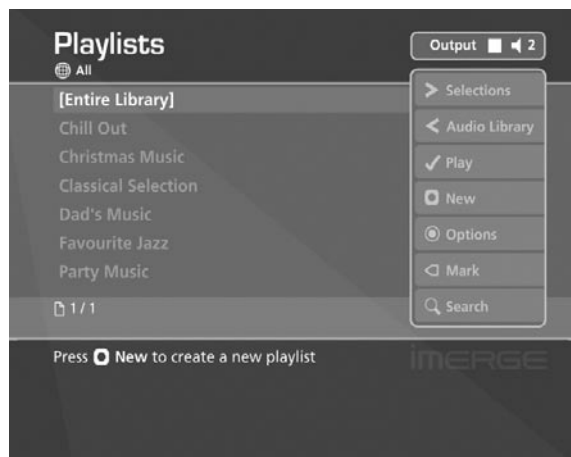 Playlists
All
Output 2
[Entire Library]
Chill Out
Christmas Music
Classical Selection
Dad's Music
Favourite Jazz
Party Music
1 / 1
Selections
Audio Library
Play
New
Options
Mark
Search
Press New to create a new playlist
imerge